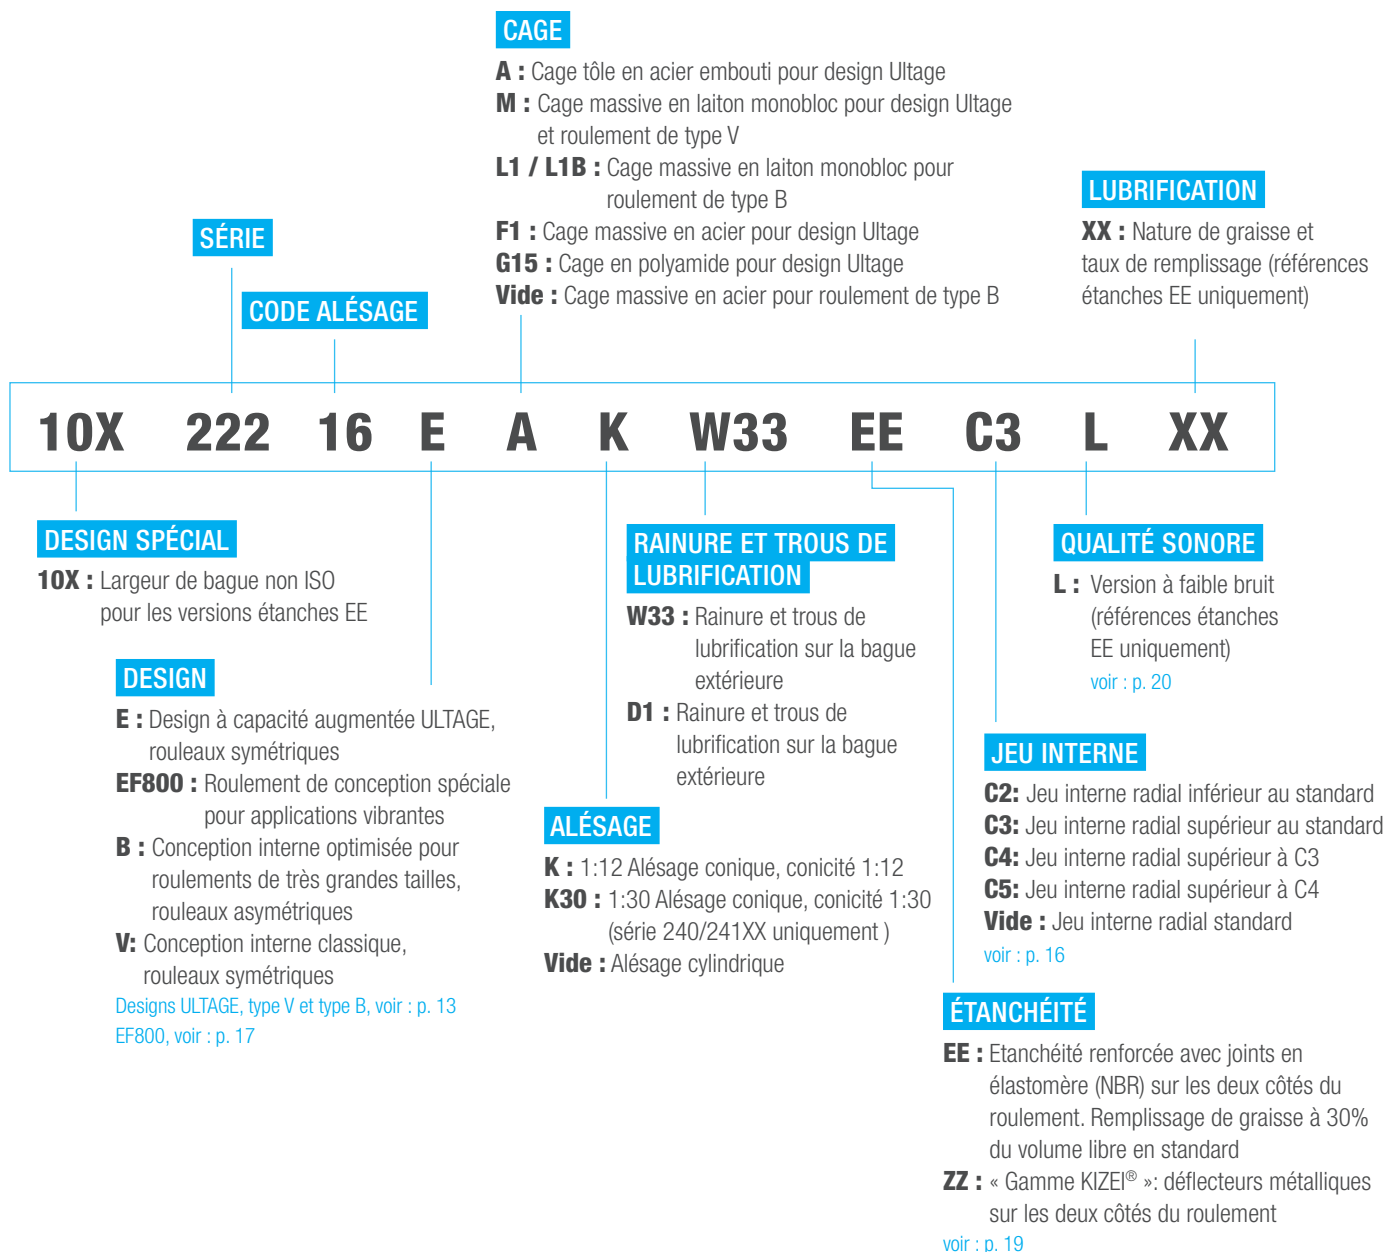 CAGE
A : Cage tôle en acier embouti pour design Ultage
M : Cage massive en laiton monobloc pour design Ultage
et roulement de type V
L1 / L1B : Cage massive en laiton monobloc pour
roulement de type B
F1 : Cage massive en acier pour design Ultage
G15 : Cage en polyamide pour design Ultage
Vide : Cage massive en acier pour roulement de type B
LUBRIFICATION
XX : Nature de graisse et
taux de remplissage (références
étanches EE uniquement)
SÉRIE
CODE ALÉSAGE
10X 222 16 E A K W33 EE C3 L XX
DESIGN SPÉCIAL
10X : Largeur de bague non ISO
pour les versions étanches EE
DESIGN
E : Design à capacité augmentée ULTAGE,
rouleaux symétriques
EF800 : Roulement de conception spéciale
pour applications vibrantes
B : Conception interne optimisée pour
roulements de très grandes tailles,
rouleaux asymétriques
V: Conception interne classique,
rouleaux symétriques
Designs ULTAGE, type V et type B, voir : p. 13
EF800, voir : p. 17
RAINURE ET TROUS DE
LUBRIFICATION
W33 : Rainure et trous de
lubrification sur la bague
extérieure
D1 : Rainure et trous de
lubrification sur la bague
extérieure
ALÉSAGE
K : 1:12 Alésage conique, conicité 1:12
K30 : 1:30 Alésage conique, conicité 1:30
(série 240/241XX uniquement )
Vide : Alésage cylindrique
QUALITÉ SONORE
L : Version à faible bruit
(références étanches
EE uniquement)
voir : p. 20
JEU INTERNE
C2: Jeu interne radial inférieur au standard
C3: Jeu interne radial supérieur au standard
C4: Jeu interne radial supérieur à C3
C5: Jeu interne radial supérieur à C4
Vide : Jeu interne radial standard
voir : p. 16
ÉTANCHÉITÉ
EE : Etanchéité renforcée avec joints en
élastomère (NBR) sur les deux côtés du
roulement. Remplissage de graisse à 30%
du volume libre en standard
ZZ : « Gamme KIZEI® »: déflecteurs métalliques
sur les deux côtés du roulement
voir : p. 19